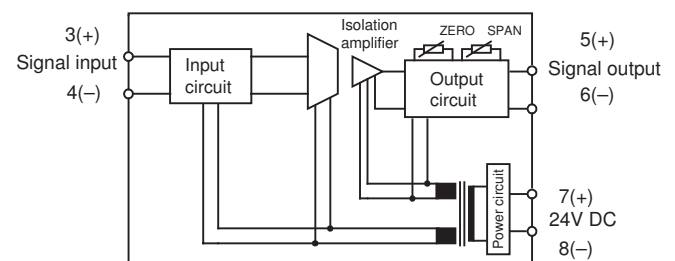 3(+)
Signal input
4(–)
Input
circuit
Isolation
amplifier
ZERO
SPAN
Output
circuit
5(+)
Signal output
6(–)
Power circuit
7(+)
24V DC
8(–)